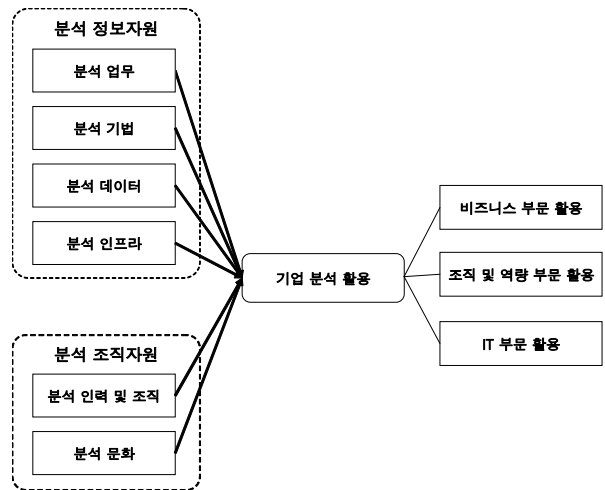 분석 정보자원
분석 업무
분석 기법
분석 데이터
분석 인프라
분석 조직자원
분석 인력 및 조직
분석 문화
기업 분석 활용
비즈니스 부문 활용
조직 및 역량 부문 활용
IT 부문 활용